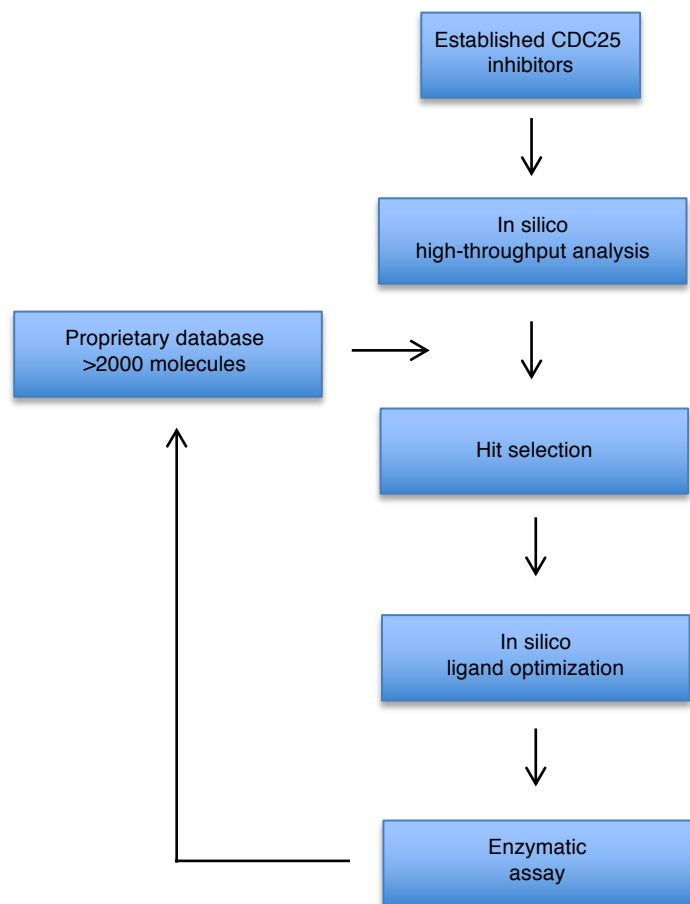 Established CDC25
inhibitors
In silico
high-throughput analysis
Proprietary database
>2000 molecules
Hit selection
In silico
ligand optimization
Enzymatic
assay